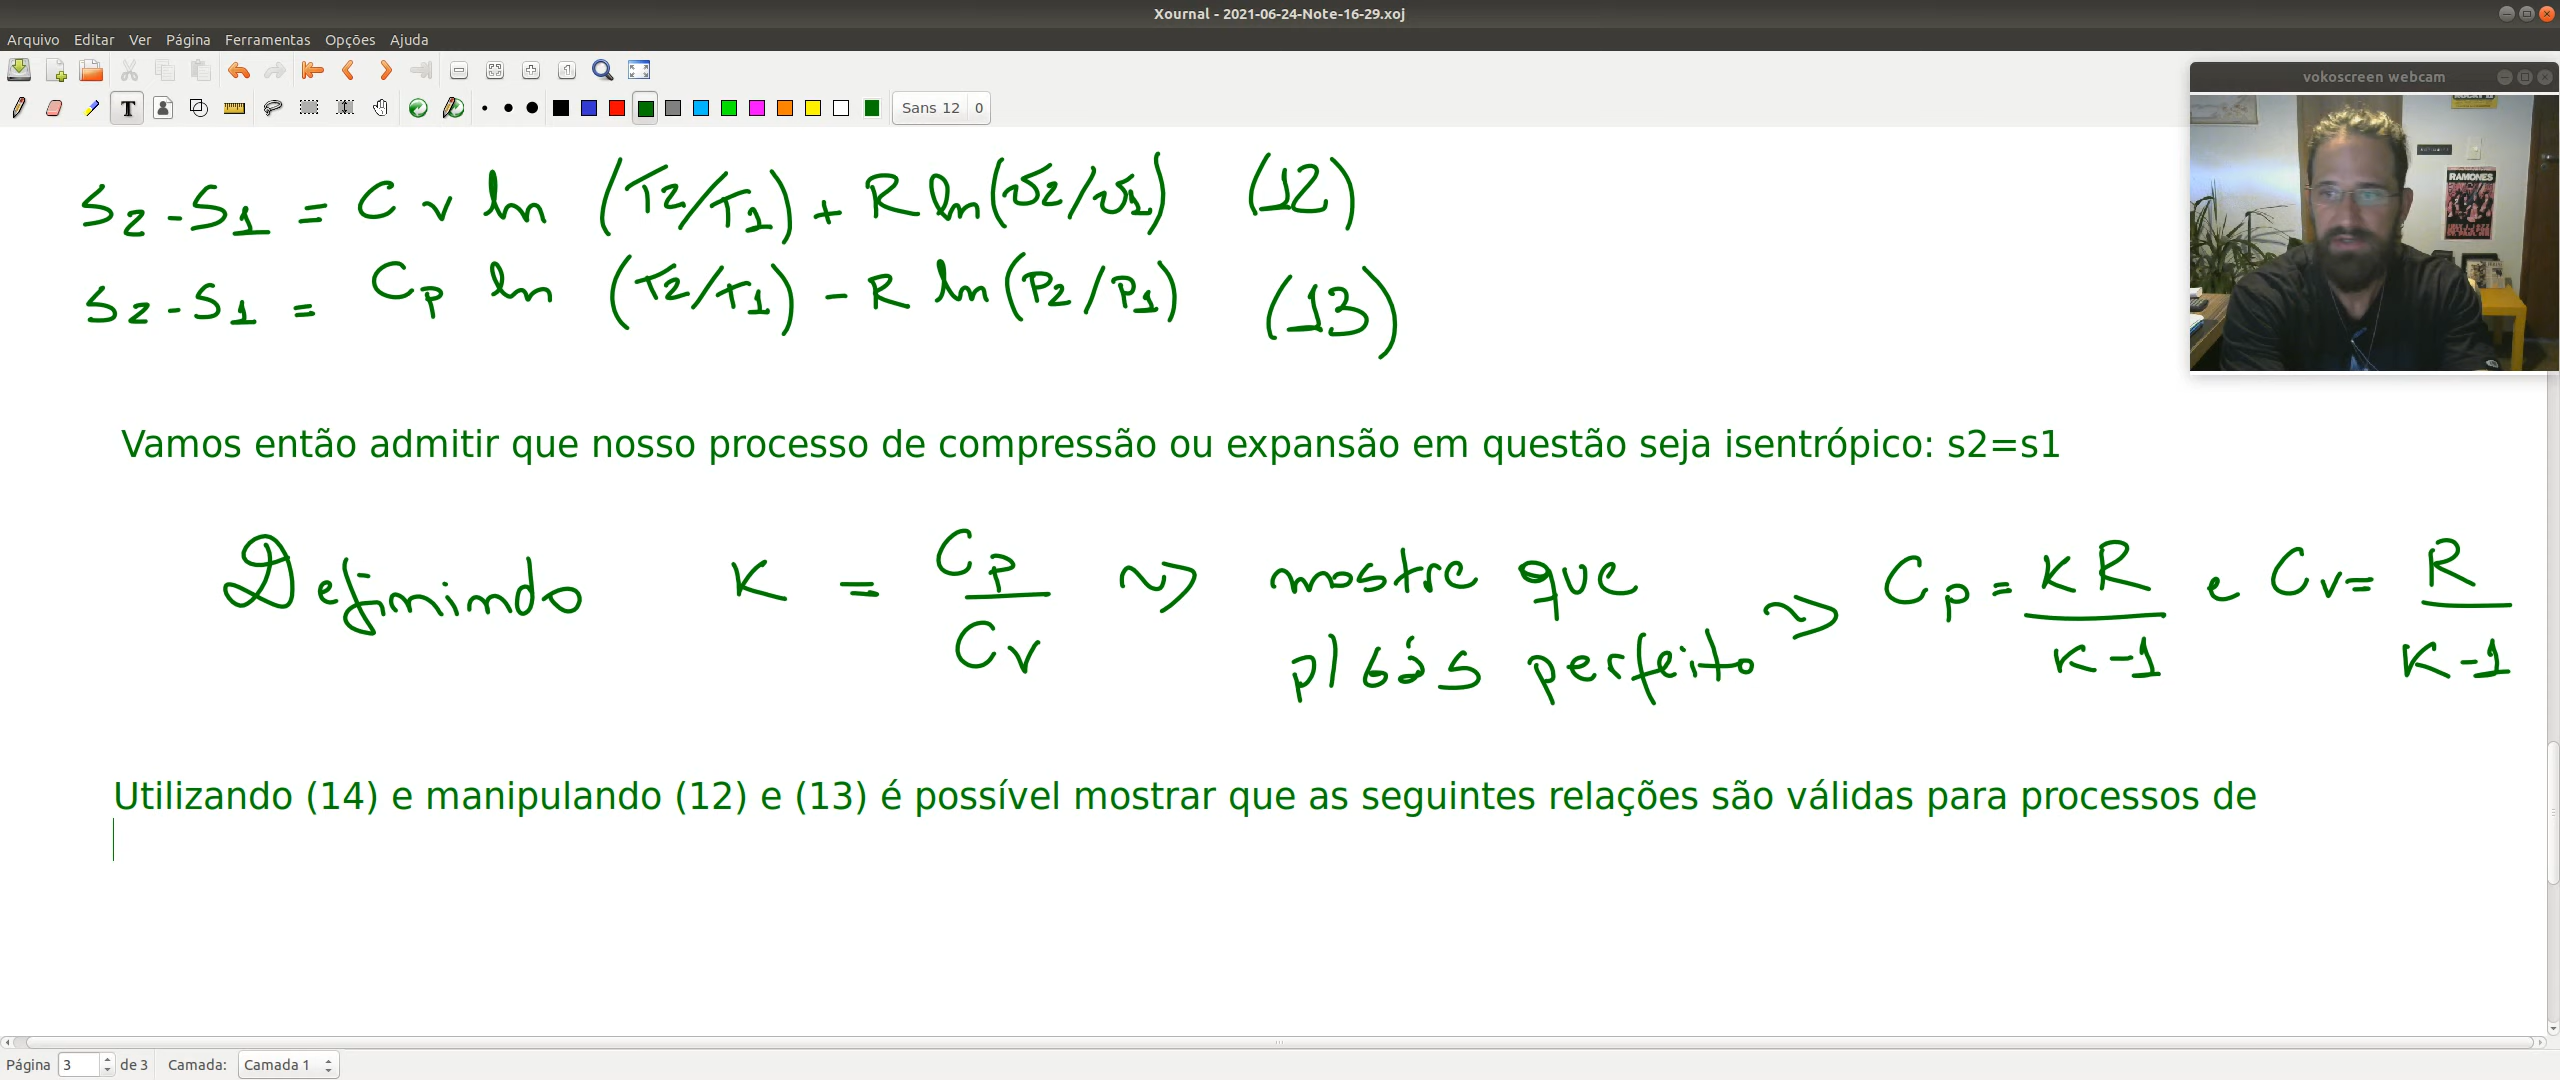 Xournal - 2021-06-24-Note-16-29.xoj
Arquivo Editar Ver Página Ferramentas Opções Ajuda
Sans 12 0
vokoscreen webcam
RAMONES
S2 - S1 = Cv ln (T2/T1) + R ln(v2/v1) (12)
S2 - S1 = Cp ln (T2/T1) - R ln(P2/P1) (13)
Vamos então admitir que nosso processo de compressão ou expansão em questão seja isentrópico: s2=s1
Definindo K = Cp/Cv ~> mostre que p/ gás perfeito ~> Cp = KR/K-1 e Cv = R/K-1
Utilizando (14) e manipulando (12) e (13) é possível mostrar que as seguintes relações são válidas para processos de
Página 3 de 3 Camada: Camada 1